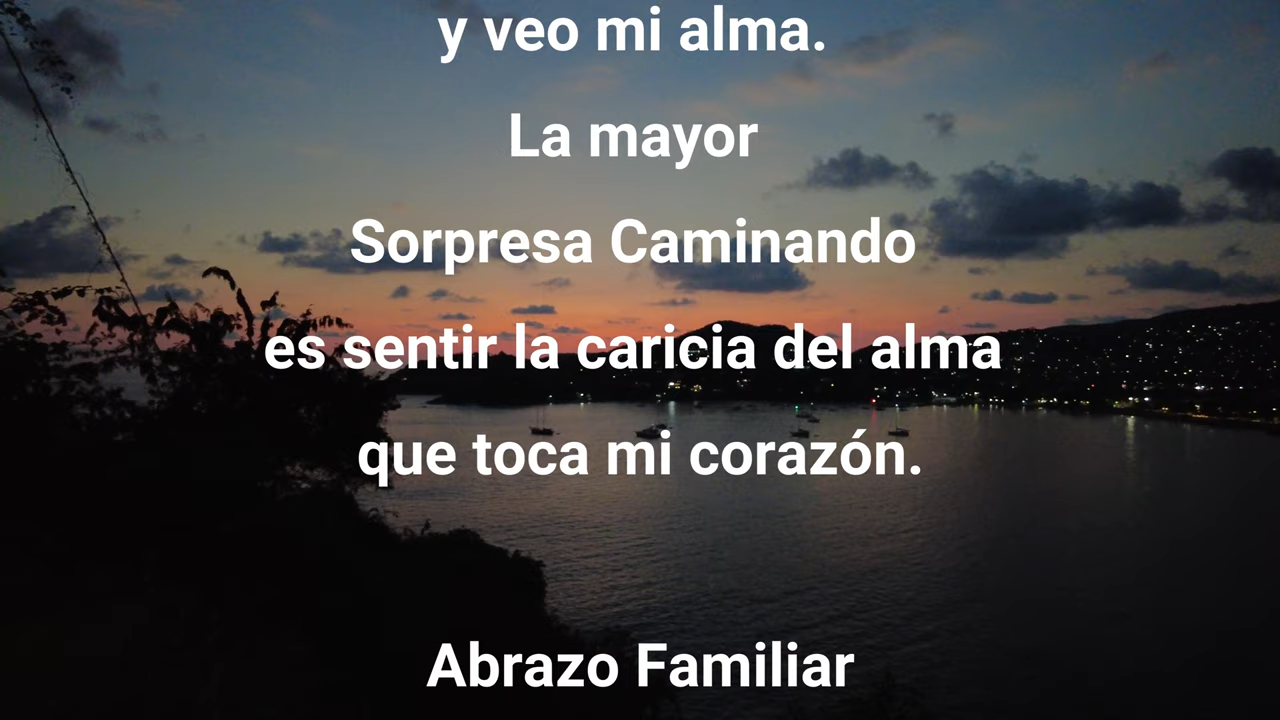 y veo mi alma.
La mayor
Sorpresa Caminando
es sentir la caricia del alma
que toca mi corazón.
Abrazo Familiar